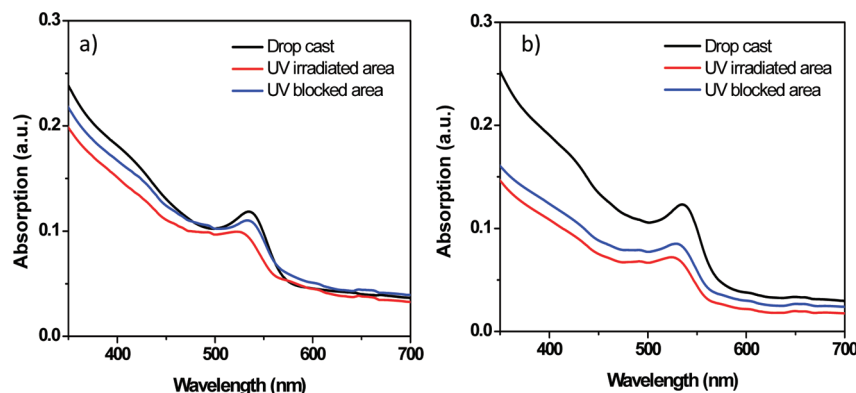 a)
Drop cast
UV irradiated area
UV blocked area
0.3
0.2
0.1
0.0
Absorption (a.u.)
400 500 600 700
Wavelength (nm)
b)
Drop cast
UV irradiated area
UV blocked area
0.3
0.2
0.1
0.0
Absorption (a.u.)
400 500 600 700
Wavelength (nm)